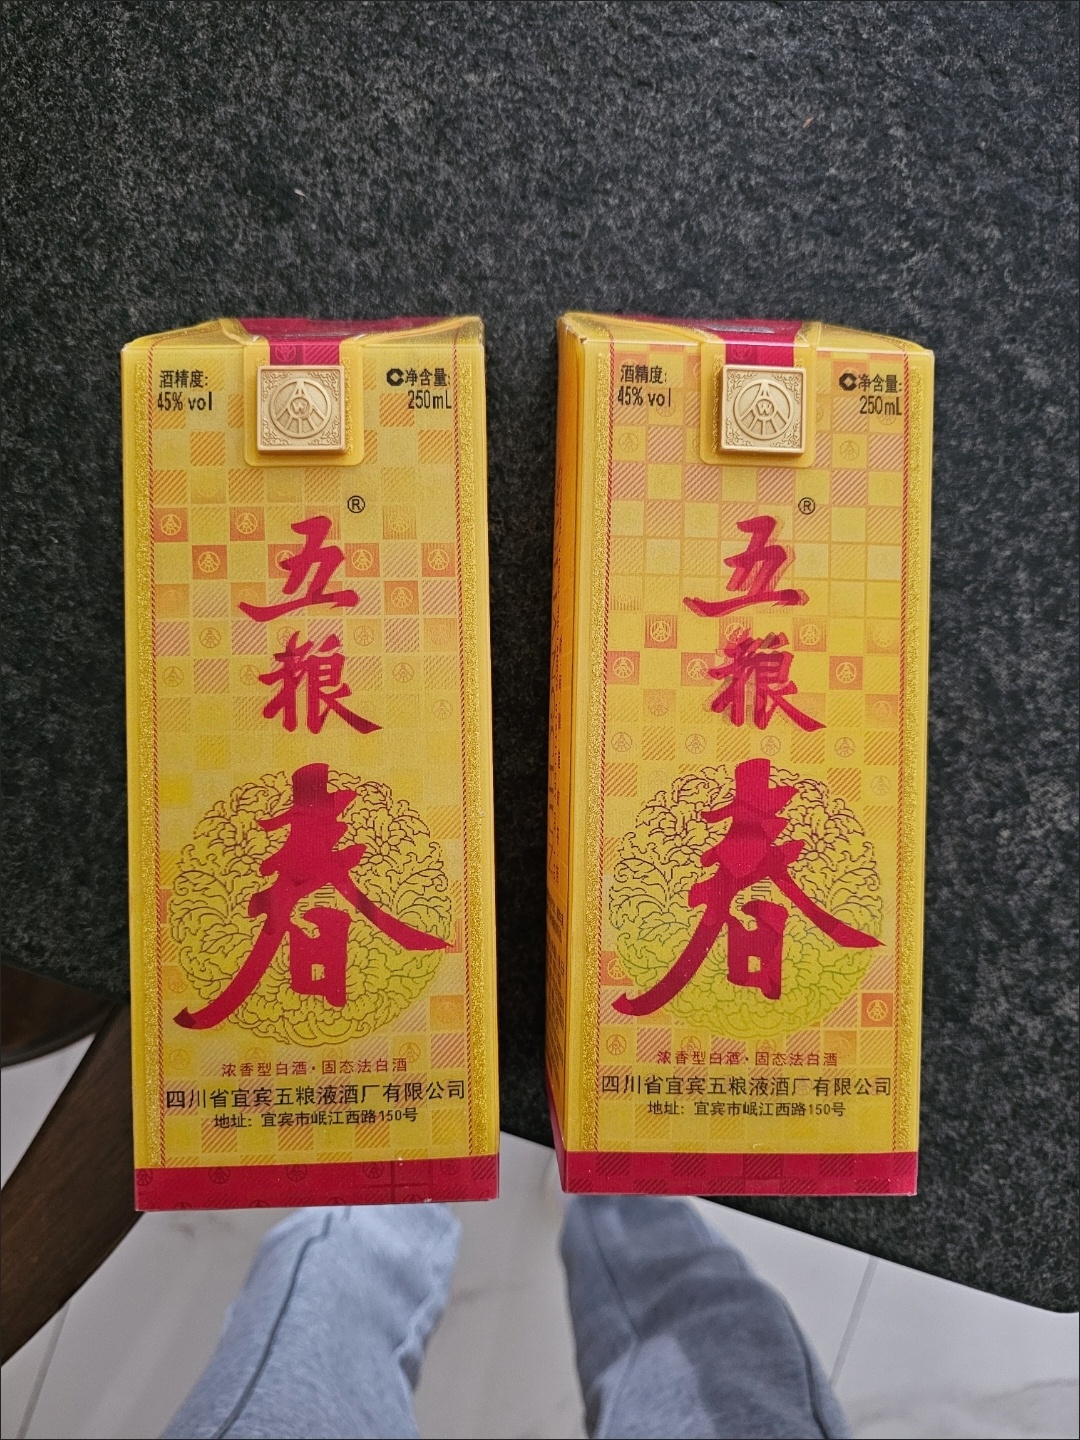 酒精度:
45% vol
净含量:
250mL
W
®
五
粮
春
浓香型白酒·固态法白酒
四川省宜宾五粮液酒厂有限公司
地址: 宜宾市岷江西路150号
酒精度:
45% vol
净含量:
250mL
W
®
五
粮
春
浓香型白酒·固态法白酒
四川省宜宾五粮液酒厂有限公司
地址: 宜宾市岷江西路150号